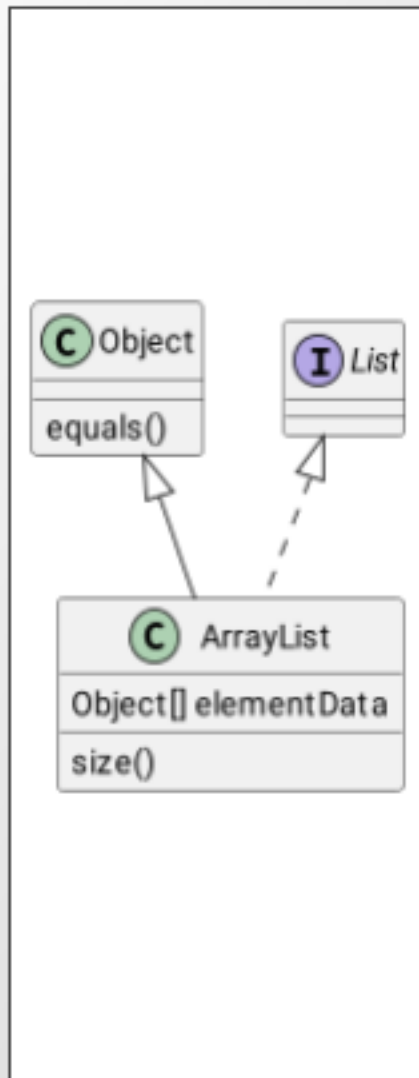 C Object
equals()
I List
C ArrayList
Object[] elementData
size()